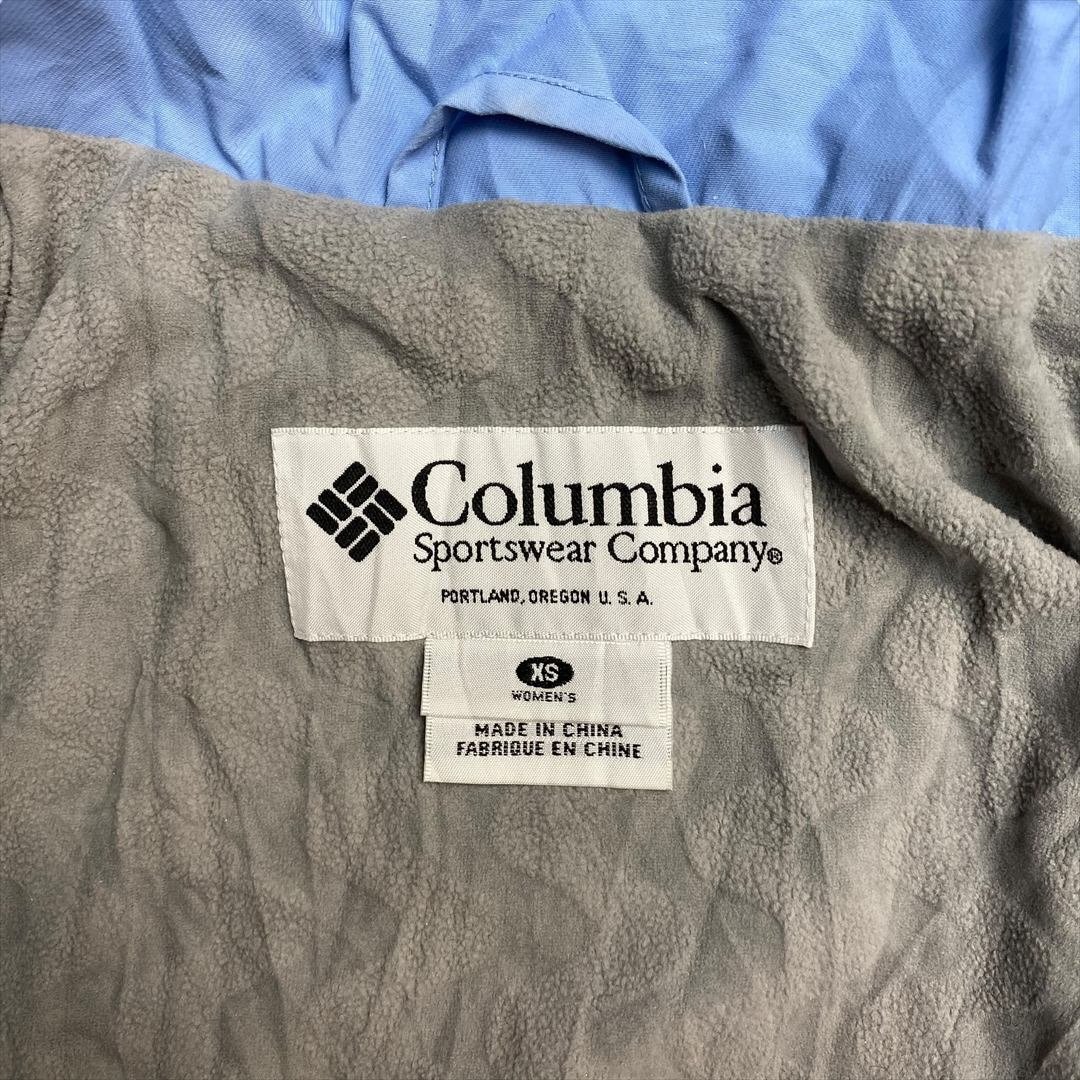 Columbia
Sportswear Company®
PORTLAND, OREGON U. S. A.
XS
WOMEN'S
MADE IN CHINA
FABRIQUE EN CHINE